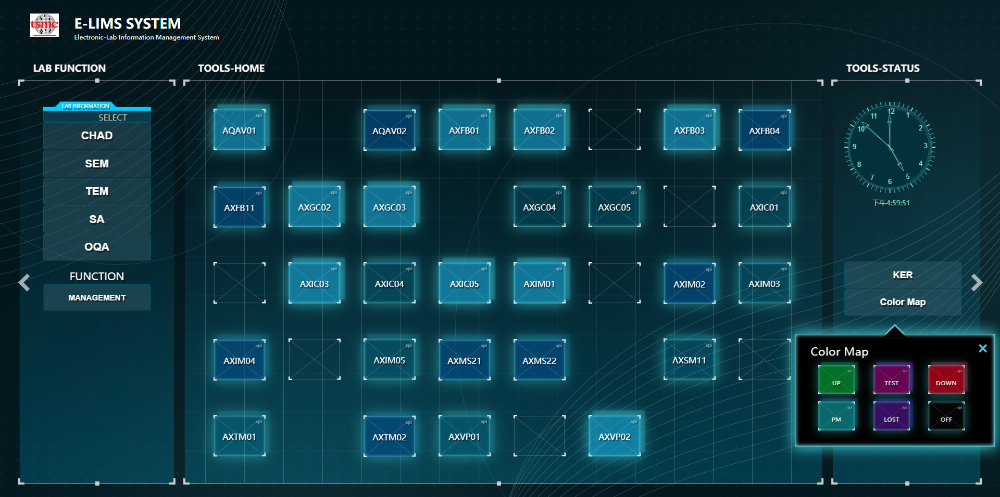 tsmc
E-LIMS SYSTEM
Electronic-Lab Information Management System
LAB FUNCTION
LAB INFORMATION
SELECT
CHAD
SEM
TEM
SA
OQA
FUNCTION
MANAGEMENT
TOOLS-HOME
spi spi spi spi spi spi
AQAV01 AQAV02 AXFB01 AXFB02 AXFB03 AXFB04
spi spi spi spi spi spi
AXFB11 AXGC02 AXGC03 AXGC04 AXGC05 AXIC01
spi spi spi spi spi spi
AXIC03 AXIC04 AXIC05 AXIM01 AXIM02 AXIM03
spi spi spi spi spi
AXIM04 AXIM05 AXMS21 AXMS22 AXSM11
spi spi spi spi
AXTM01 AXTM02 AXVP01 AXVP02
TOOLS-STATUS
12
1
2
3
4
5
6
7
8
9
10
11
下午4:59:51
KER
Color Map
Color Map
spi spi spi
UP TEST DOWN
spi spi spi
PM LOST OFF